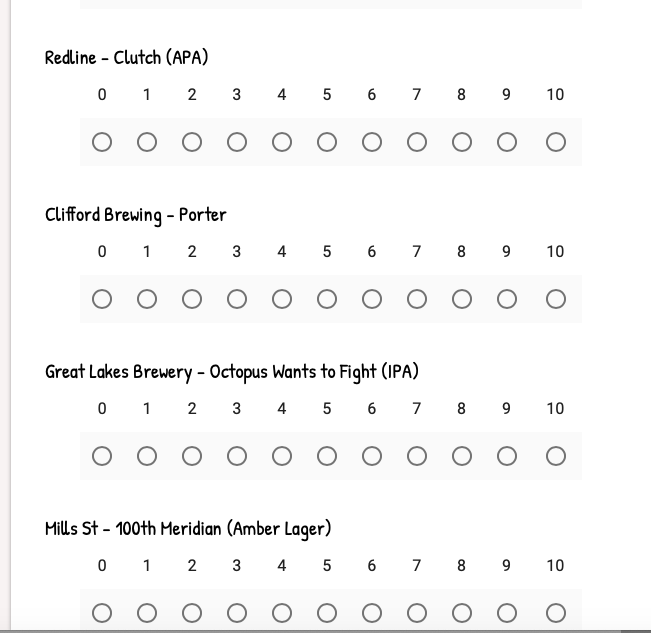 Redline - Clutch (APA)
0 1 2 3 4 5 6 7 8 9 10
Clifford Brewing - Porter
0 1 2 3 4 5 6 7 8 9 10
Great Lakes Brewery - Octopus Wants to Fight (IPA)
0 1 2 3 4 5 6 7 8 9 10
Mills St - 100th Meridian (Amber Lager)
0 1 2 3 4 5 6 7 8 9 10